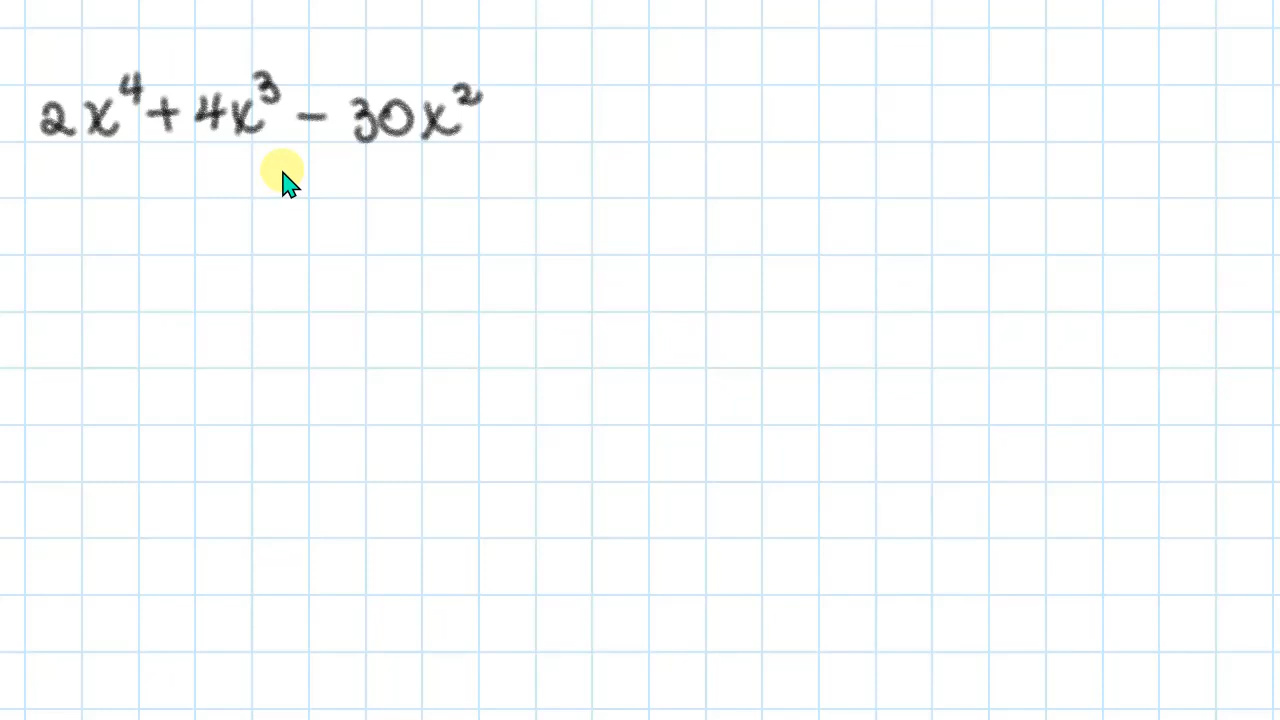 2x⁴ + 4x³ - 30x²